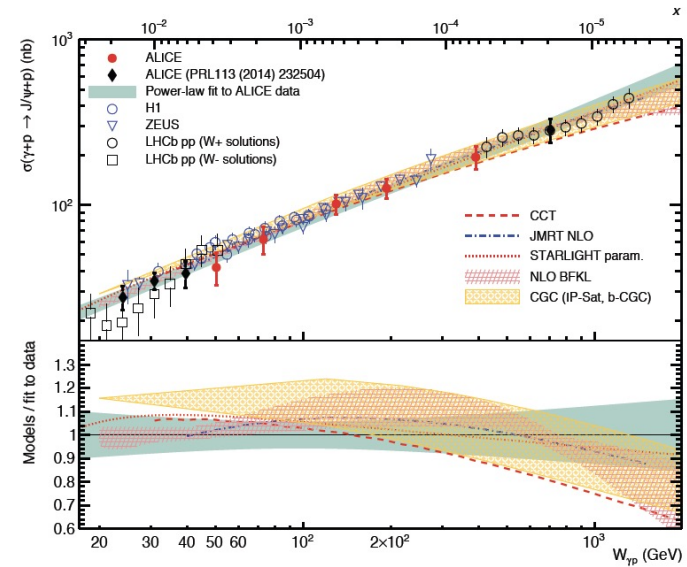 10⁻² 10⁻³ 10⁻⁴ 10⁻⁵ x
10³
ALICE
ALICE (PRL113 (2014) 232504)
Power-law fit to ALICE data
H1
ZEUS
LHCb pp (W+ solutions)
LHCb pp (W- solutions)
σ(γ+p → J/ψ+p) (nb)
10²
CCT
JMRT NLO
STARLIGHT param.
NLO BFKL
CGC (IP-Sat, b-CGC)
Models / fit to data
1.3
1.2
1.1
1
0.9
0.8
0.7
0.6
20 30 40 50 60 10² 2×10² 10³
Wγp (GeV)